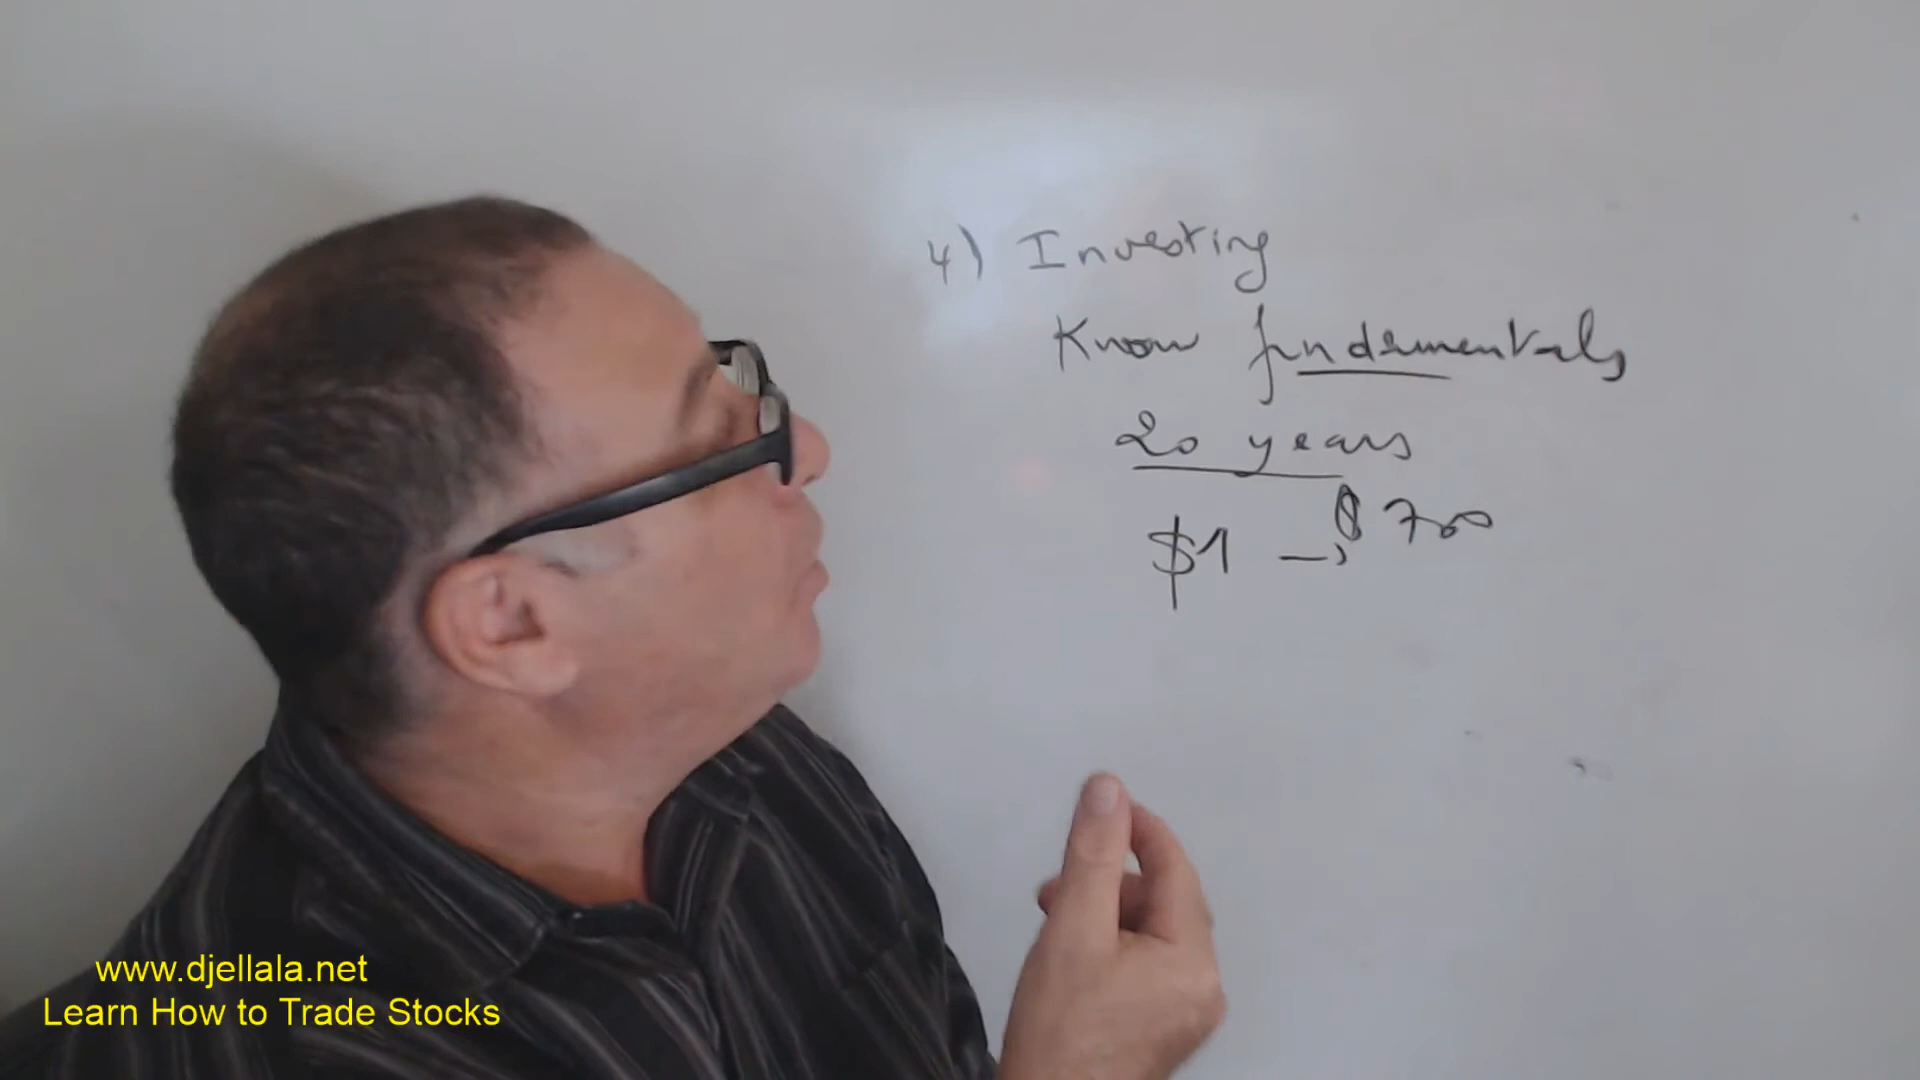 4) Investing
Know fundamentals
20 years
$1 → $700
www.djellala.net
Learn How to Trade Stocks